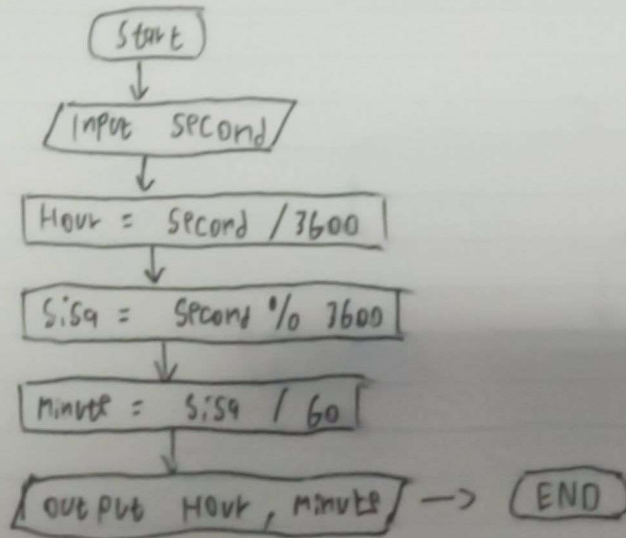 Start
Input second
Hour = second / 3600
Sisa = second % 3600
Minute = sisa / 60
output Hour, minute
END